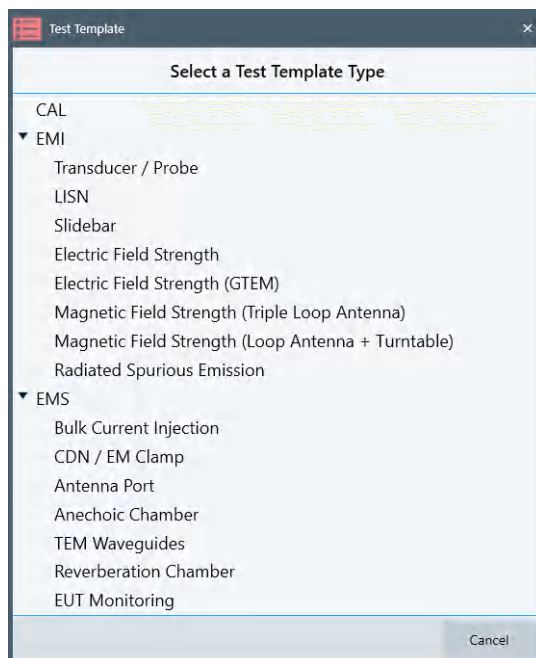 Test Template
Select a Test Template Type
CAL
EMI
Transducer / Probe
LISN
Slidebar
Electric Field Strength
Electric Field Strength (GTEM)
Magnetic Field Strength (Triple Loop Antenna)
Magnetic Field Strength (Loop Antenna + Turntable)
Radiated Spurious Emission
EMS
Bulk Current Injection
CDN / EM Clamp
Antenna Port
Anechoic Chamber
TEM Waveguides
Reverberation Chamber
EUT Monitoring
Cancel